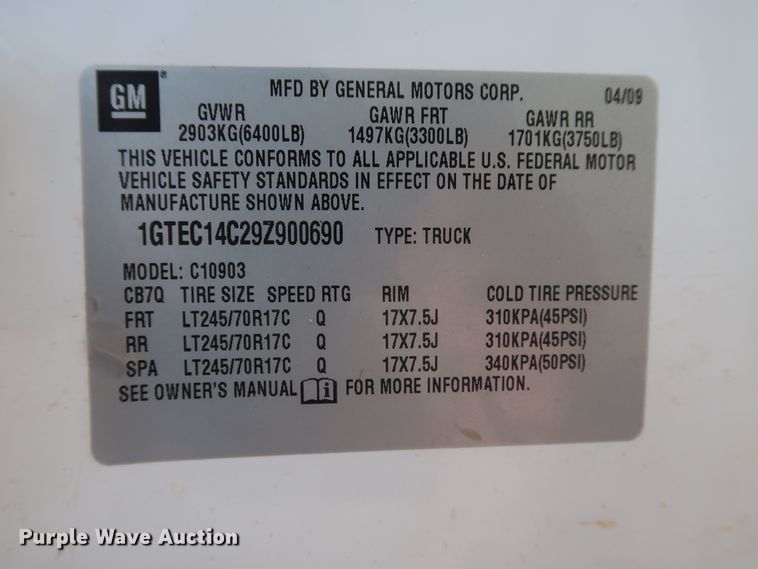 GM
MFD BY GENERAL MOTORS CORP. 04/09
GVWR GAWR FRT GAWR RR
2903KG(6400LB) 1497KG(3300LB) 1701KG(3750LB)
THIS VEHICLE CONFORMS TO ALL APPLICABLE U.S. FEDERAL MOTOR
VEHICLE SAFETY STANDARDS IN EFFECT ON THE DATE OF
MANUFACTURE SHOWN ABOVE.
1GTEC14C29Z900690 TYPE: TRUCK
MODEL: C10903
CB7Q TIRE SIZE SPEED RTG RIM COLD TIRE PRESSURE
FRT LT245/70R17C Q 17X7.5J 310KPA(45PSI)
RR LT245/70R17C Q 17X7.5J 310KPA(45PSI)
SPA LT245/70R17C Q 17X7.5J 340KPA(50PSI)
SEE OWNER'S MANUAL i FOR MORE INFORMATION.
Purple Wave Auction